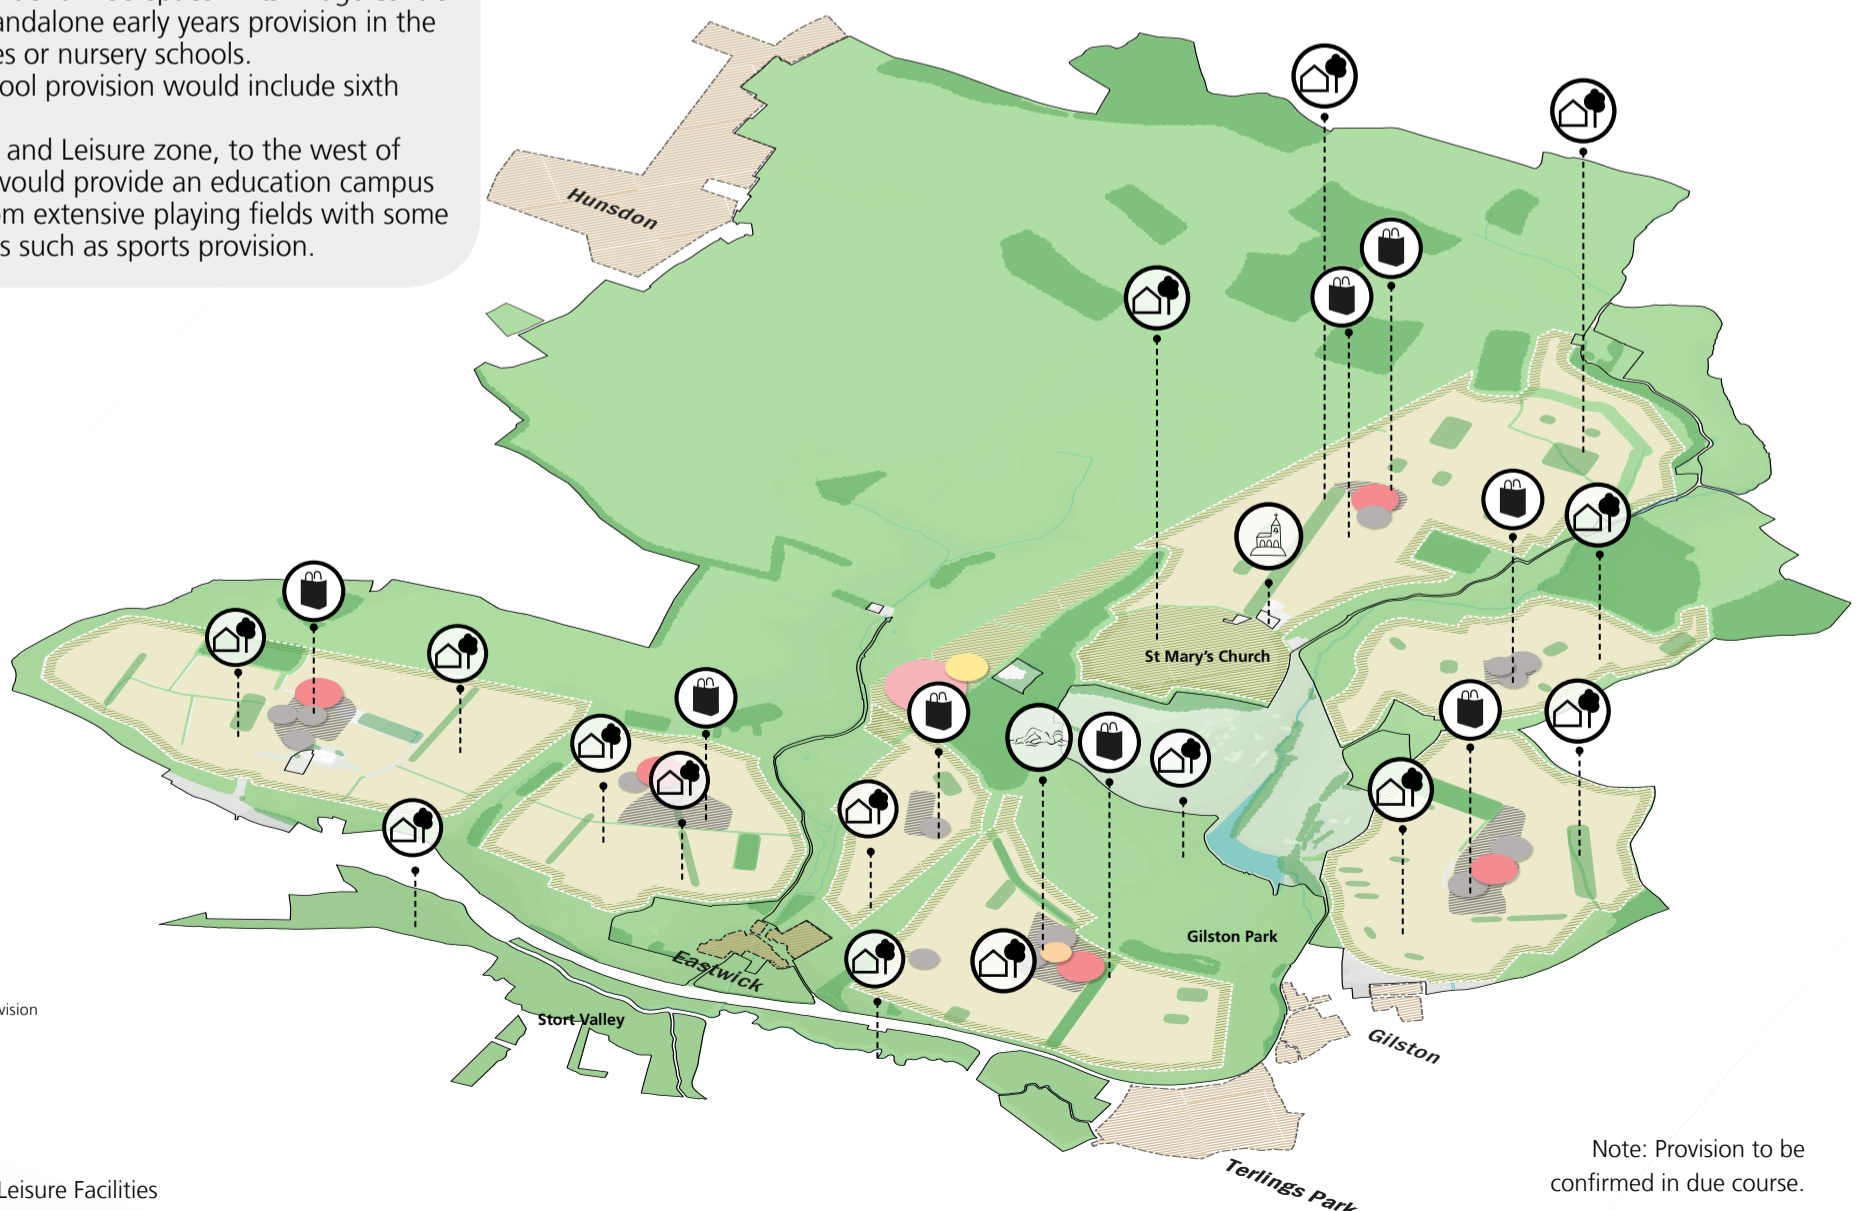 andalone early years provision in the
es or nursery schools.
ool provision would include sixth
and Leisure zone, to the west of
would provide an education campus
om extensive playing fields with some
s such as sports provision.
Hunsdon
St Mary's Church
Gilston Park
Eastwick
Stort Valley
Gilston
Terlings Park
vision
Leisure Facilities
Note: Provision to be
confirmed in due course.